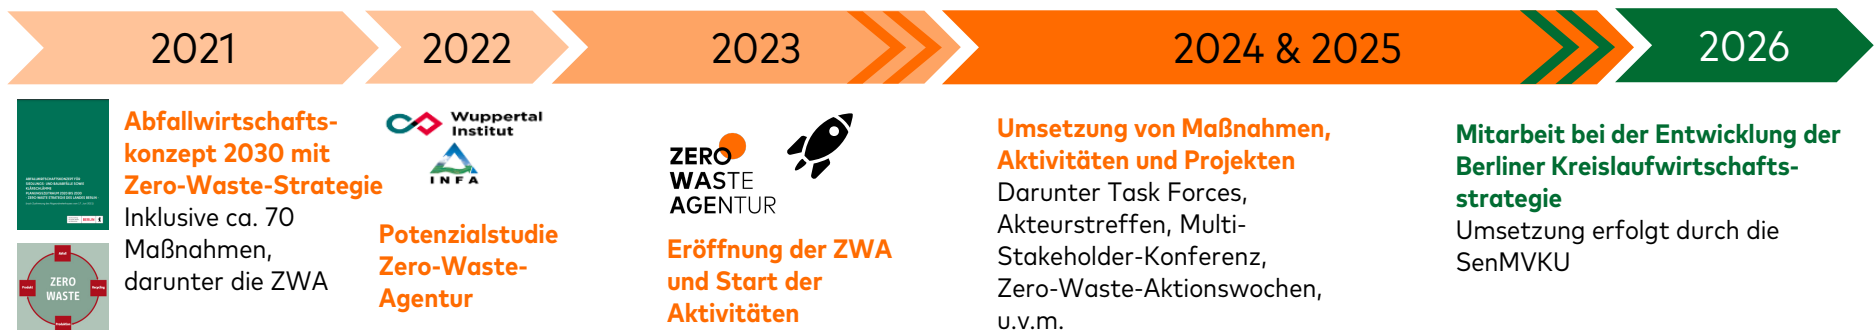 2021
2022
2023
2024 & 2025
2026
Abfallwirtschafts-
konzept 2030 mit
Zero-Waste-Strategie
Inklusive ca. 70
Maßnahmen,
darunter die ZWA
ZERO
WASTE
Wuppertal
Institut
INFA
Potenzialstudie
Zero-Waste-
Agentur
ZERO
WASTE
AGENTUR
Eröffnung der ZWA
und Start der
Aktivitäten
Umsetzung von Maßnahmen,
Aktivitäten und Projekten
Darunter Task Forces,
Akteurstreffen, Multi-
Stakeholder-Konferenz,
Zero-Waste-Aktionswochen,
u.v.m.
Mitarbeit bei der Entwicklung der
Berliner Kreislaufwirtschafts-
strategie
Umsetzung erfolgt durch die
SenMVKU